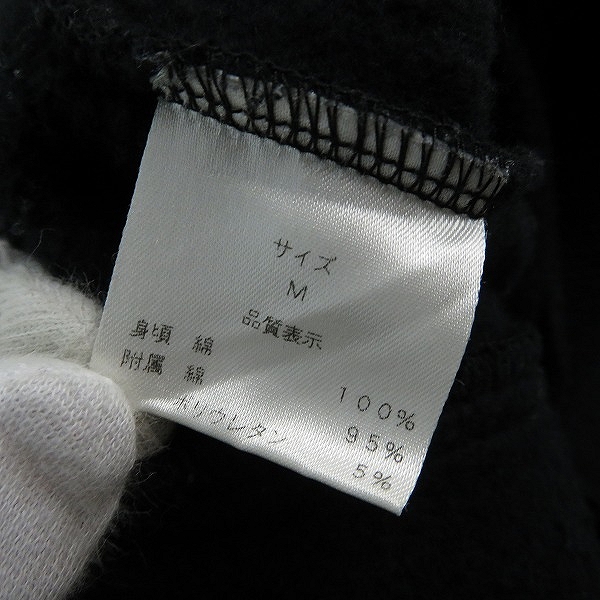 サイズ
M
品質表示
身頃 綿 100%
附属 綿 95%
ポリウレタン 5%